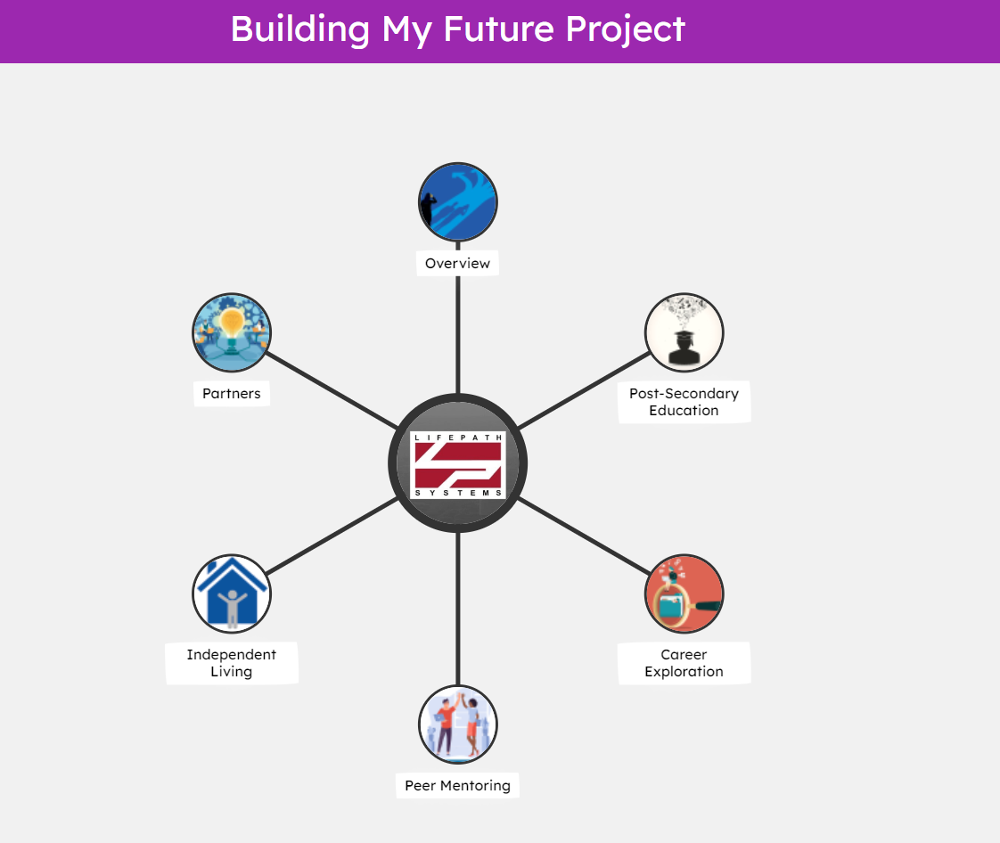 Building My Future Project
Overview
Partners
Post-Secondary
Education
LIFEPATH
SYSTEMS
Independent
Living
Career
Exploration
Peer Mentoring